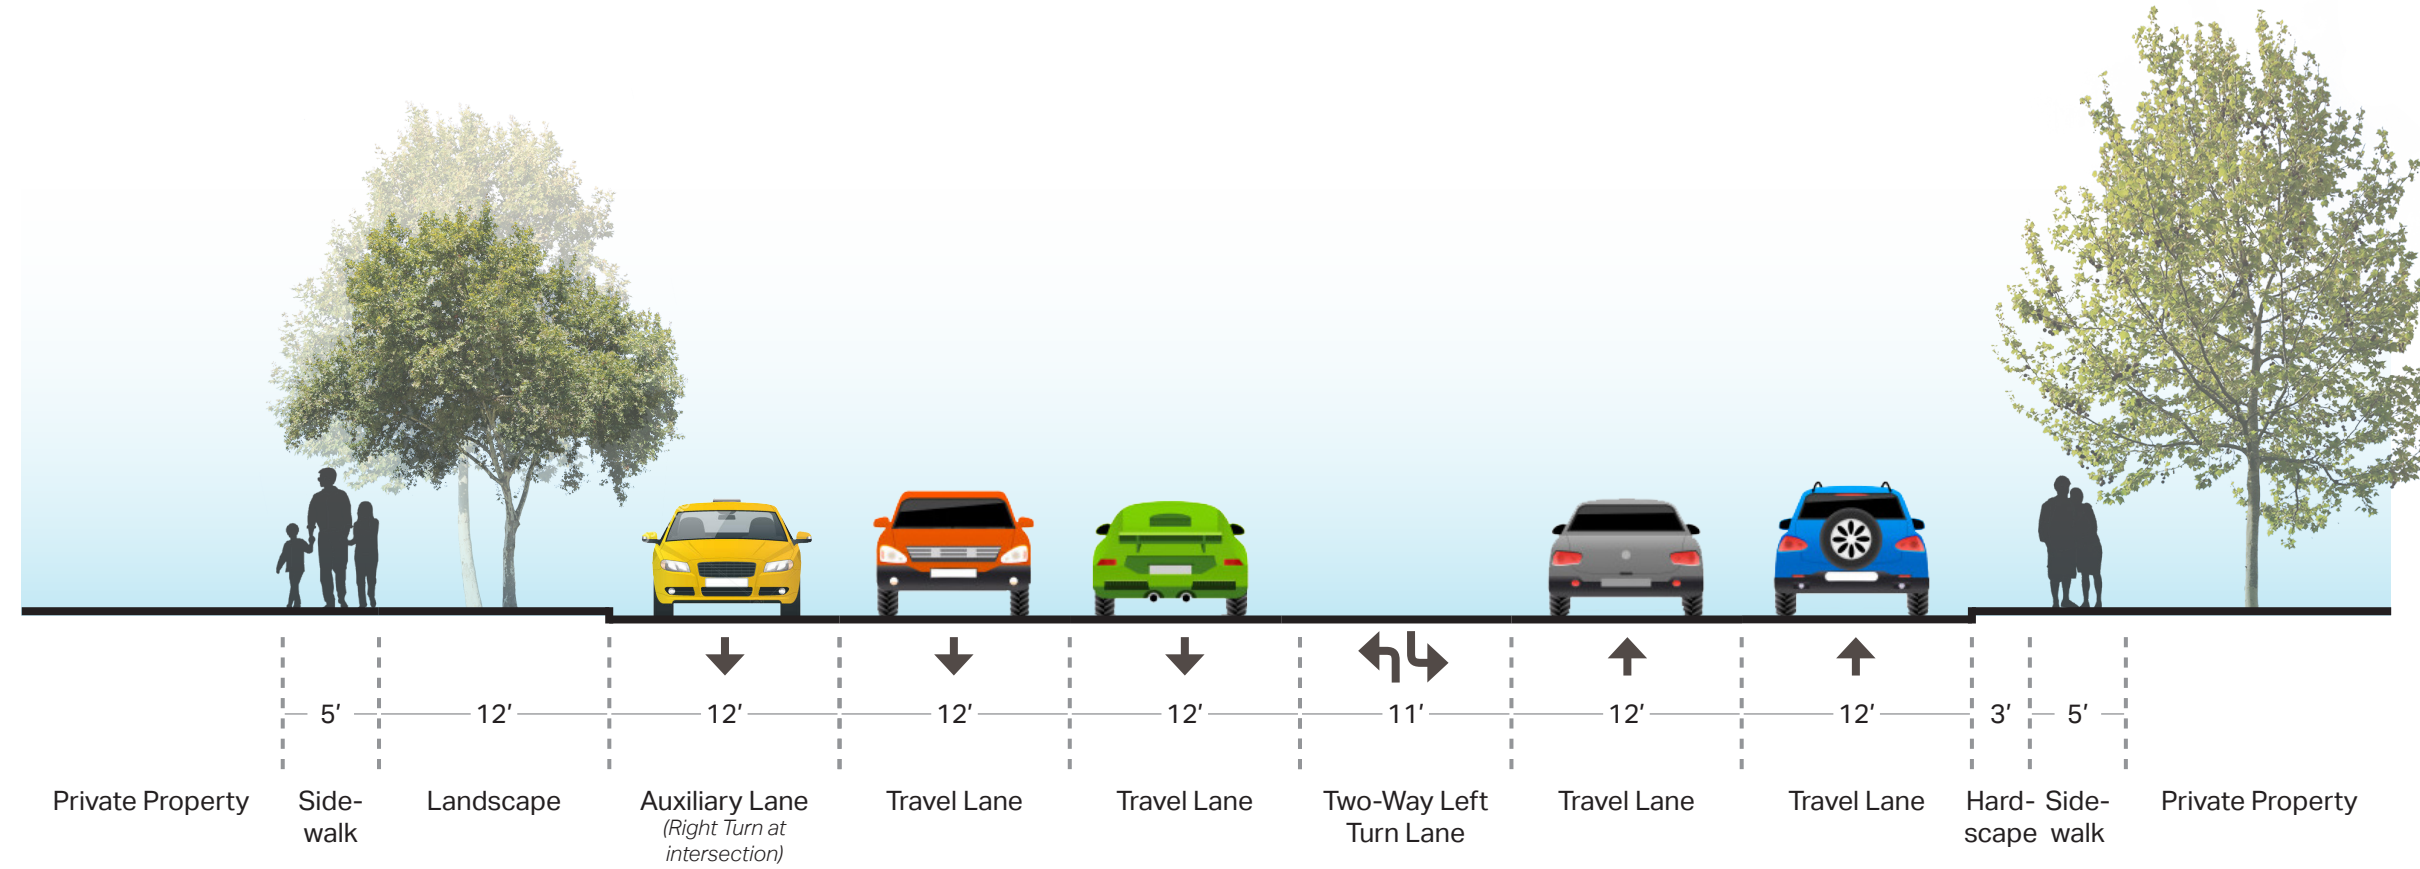 5′ 12′ 12′ 12′ 12′ 11′ 12′ 12′ 3′ 5′
Private Property
Side-
walk
Landscape
Auxiliary Lane
(Right Turn at
intersection)
Travel Lane
Travel Lane
Two-Way Left
Turn Lane
Travel Lane
Travel Lane
Hard-
scape
Side-
walk
Private Property